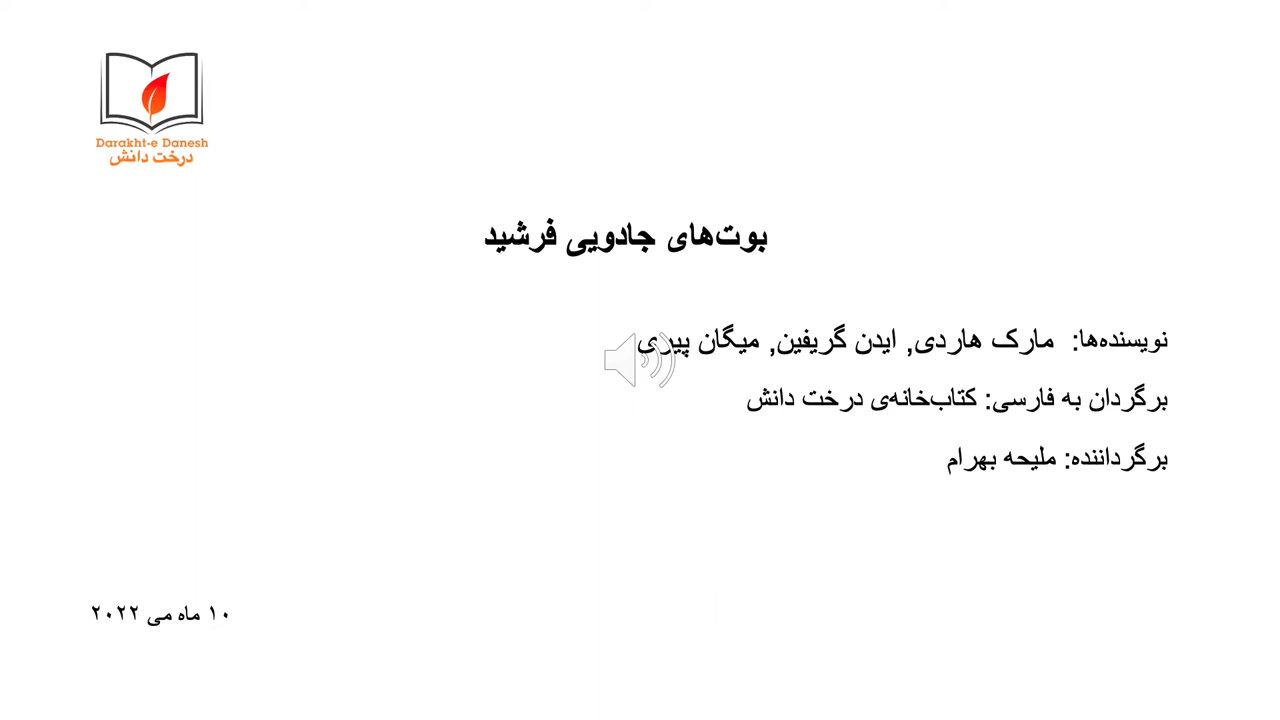 Darakht-e Danesh
درخت دانش
بوت‌های جادویی فرشید
نویسنده‌ها: مارک هاردی, ایدن گریفین, میگان پیری
برگردان به فارسی: کتاب‌خانه‌ی درخت دانش
برگرداننده: ملیحه بهرام
۱۰ ماه می ۲۰۲۲